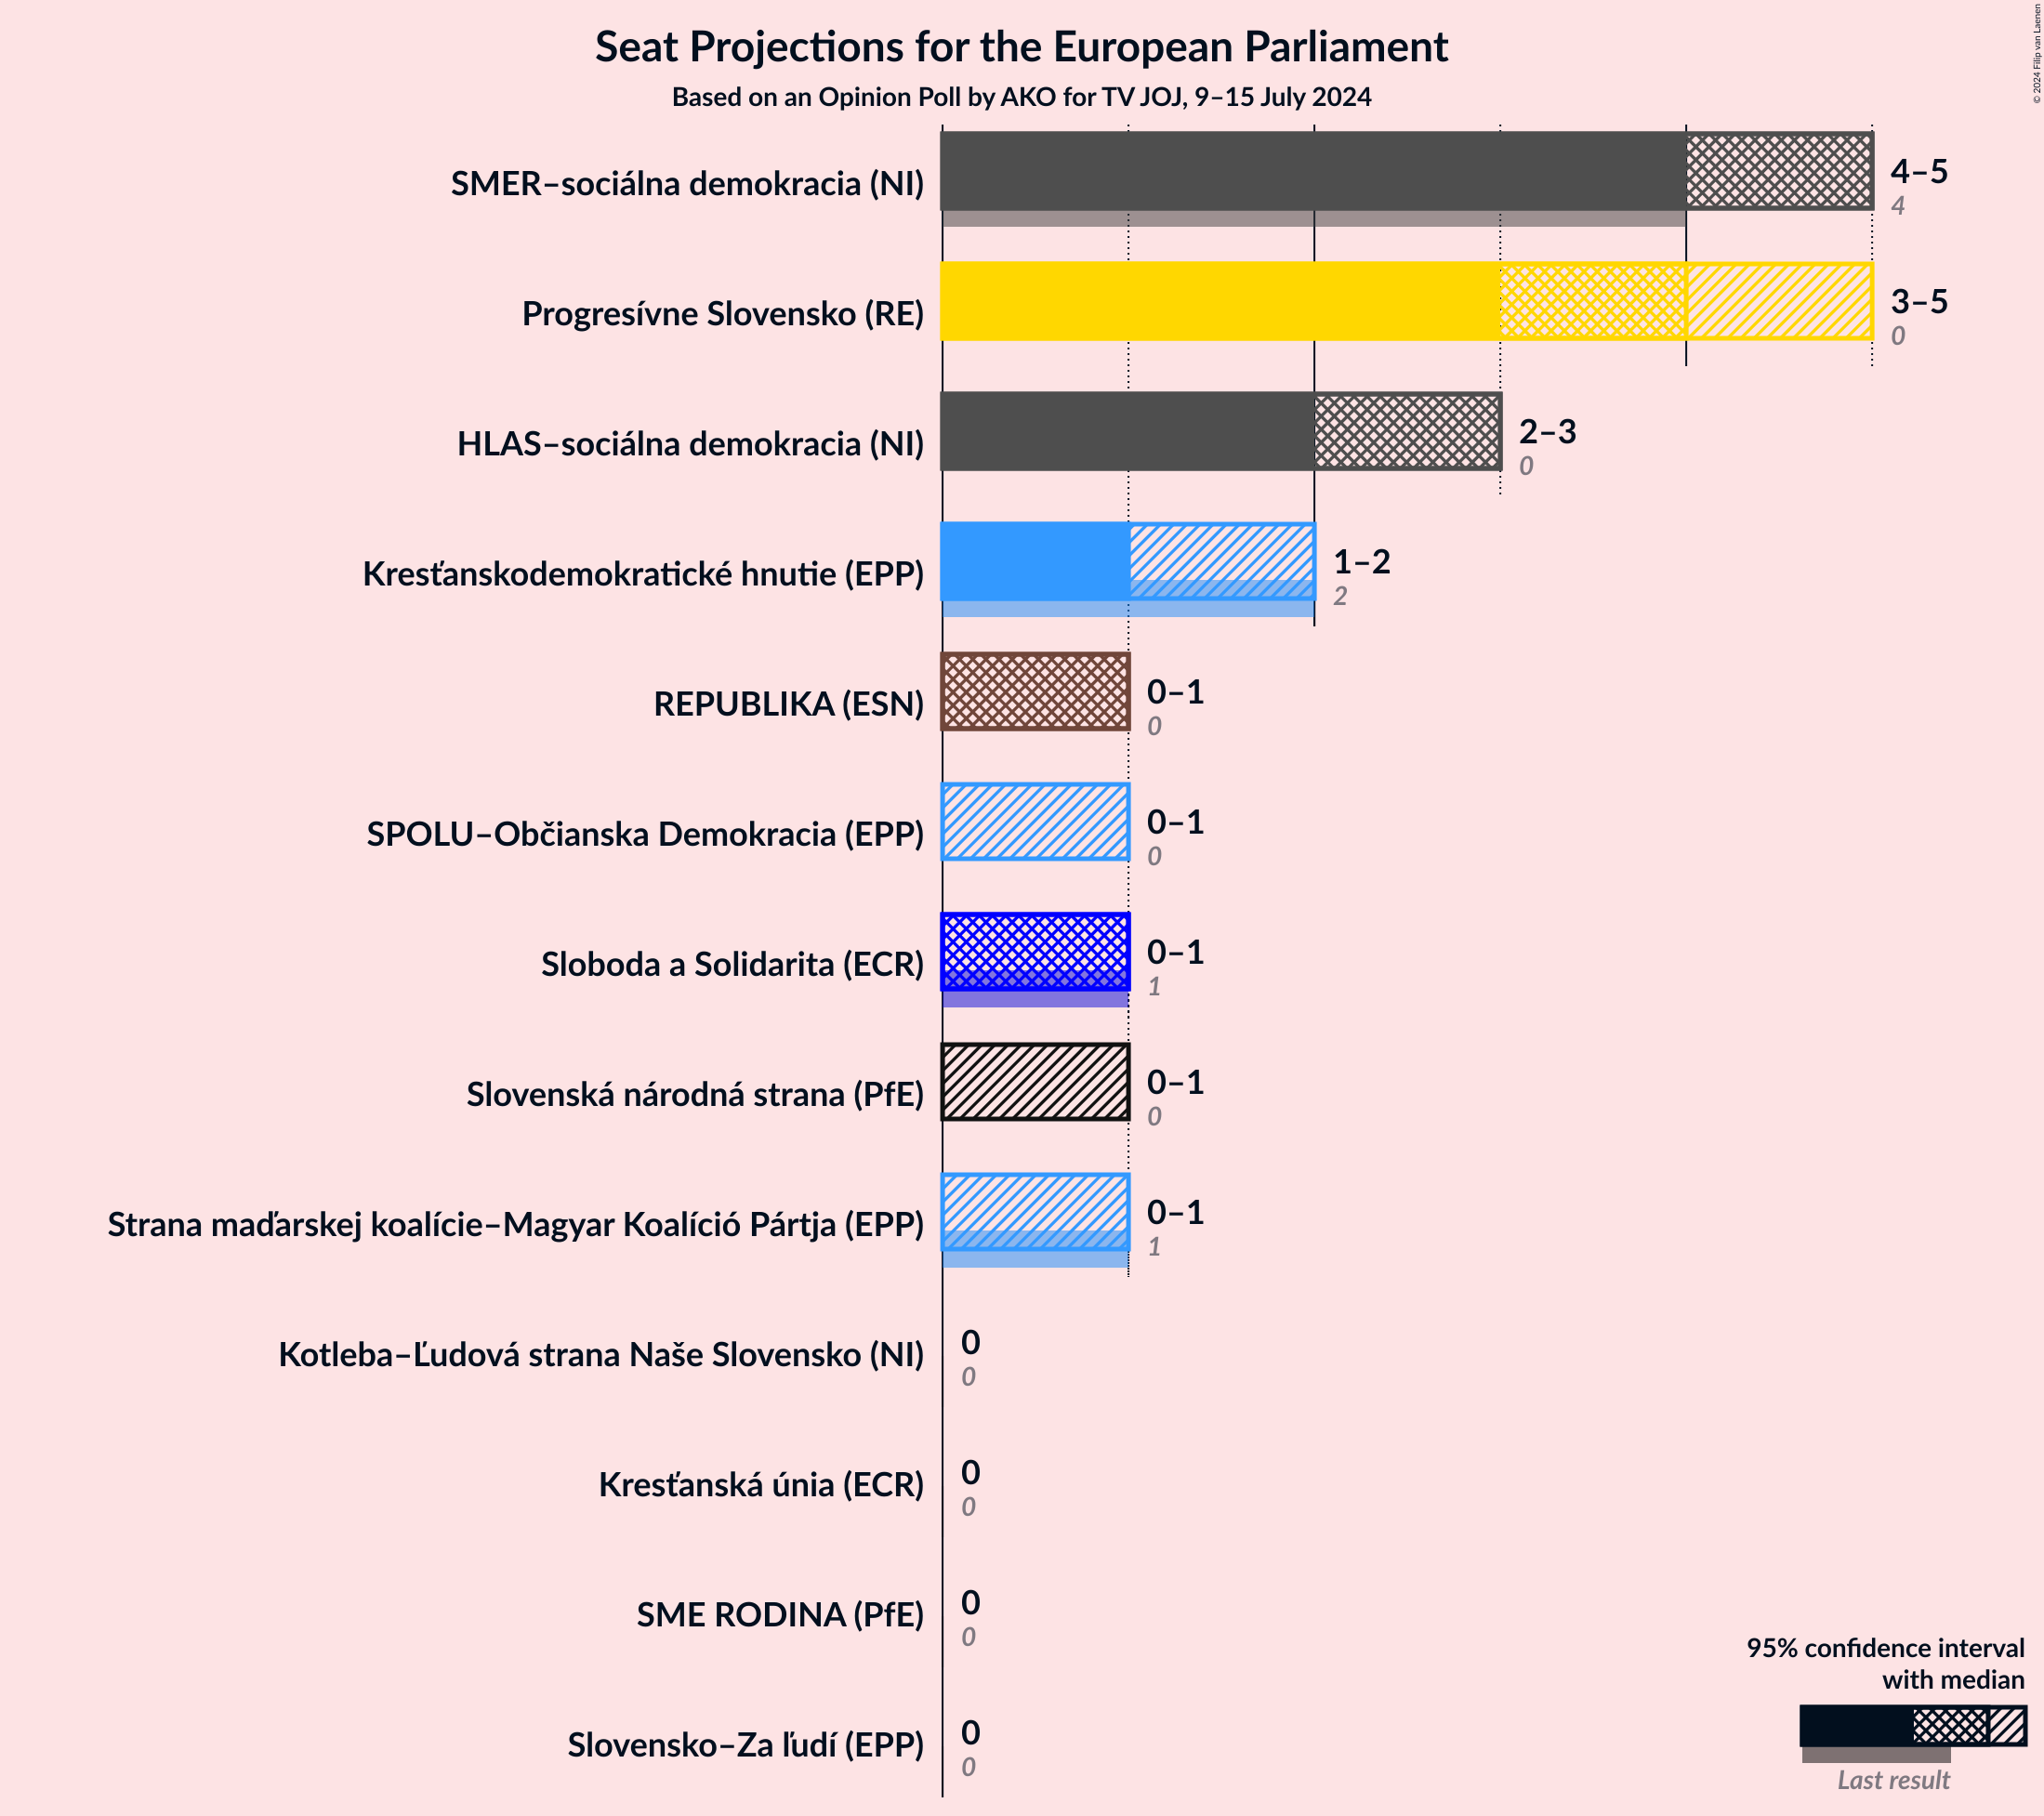 Seat Projections for the European Parliament
Based on an Opinion Poll by AKO for TV JOJ, 9–15 July 2024
© 2024 Filip van Laenen
SMER–sociálna demokracia (NI)
4–5
4
Progresívne Slovensko (RE)
3–5
0
HLAS–sociálna demokracia (NI)
2–3
0
Kresťanskodemokratické hnutie (EPP)
1–2
2
REPUBLIKA (ESN)
0–1
0
SPOLU–Občianska Demokracia (EPP)
0–1
0
Sloboda a Solidarita (ECR)
0–1
1
Slovenská národná strana (PfE)
0–1
0
Strana maďarskej koalície–Magyar Koalíció Pártja (EPP)
0–1
1
Kotleba–Ľudová strana Naše Slovensko (NI)
0
0
Kresťanská únia (ECR)
0
0
SME RODINA (PfE)
0
0
Slovensko–Za ľudí (EPP)
0
0
95% confidence interval
with median
Last result